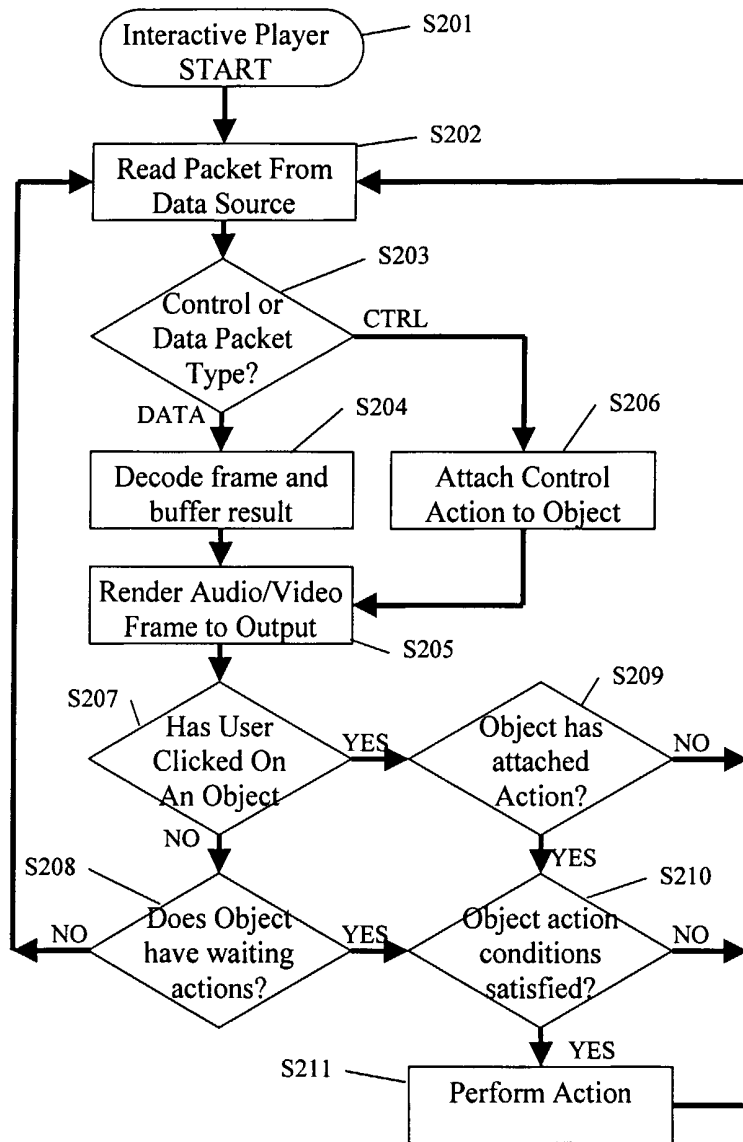 Interactive Player
START
S201
S202
Read Packet From
Data Source
S203
Control or
Data Packet
Type?
CTRL
DATA
S204
S206
Decode frame and
buffer result
Attach Control
Action to Object
Render Audio/Video
Frame to Output
S205
S207
S209
Has User
Clicked On
An Object
YES
Object has
attached
Action?
NO
NO
YES
S208
S210
NO
Does Object
have waiting
actions?
YES
Object action
conditions
satisfied?
NO
YES
S211
Perform Action